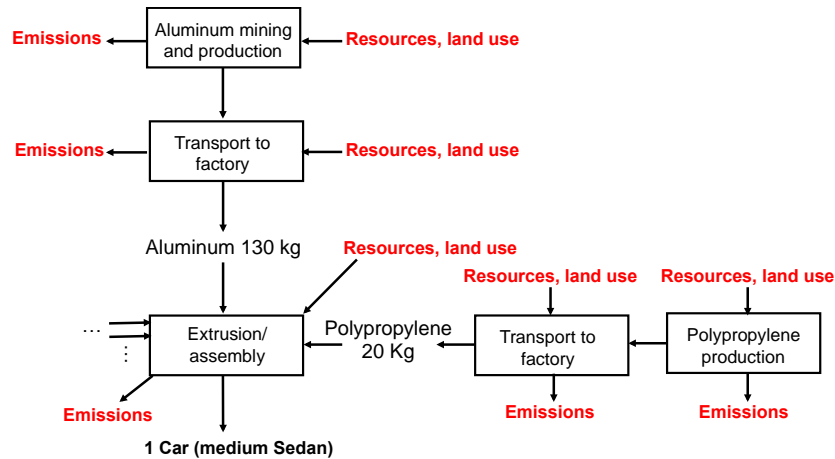 Aluminum mining
and production
Emissions
Resources, land use
Transport to
factory
Emissions
Resources, land use
Aluminum 130 kg
Resources, land use
Resources, land use
Resources, land use
...
⋮
Extrusion/
assembly
Polypropylene
20 Kg
Transport to
factory
Polypropylene
production
Emissions
Emissions
Emissions
1 Car (medium Sedan)